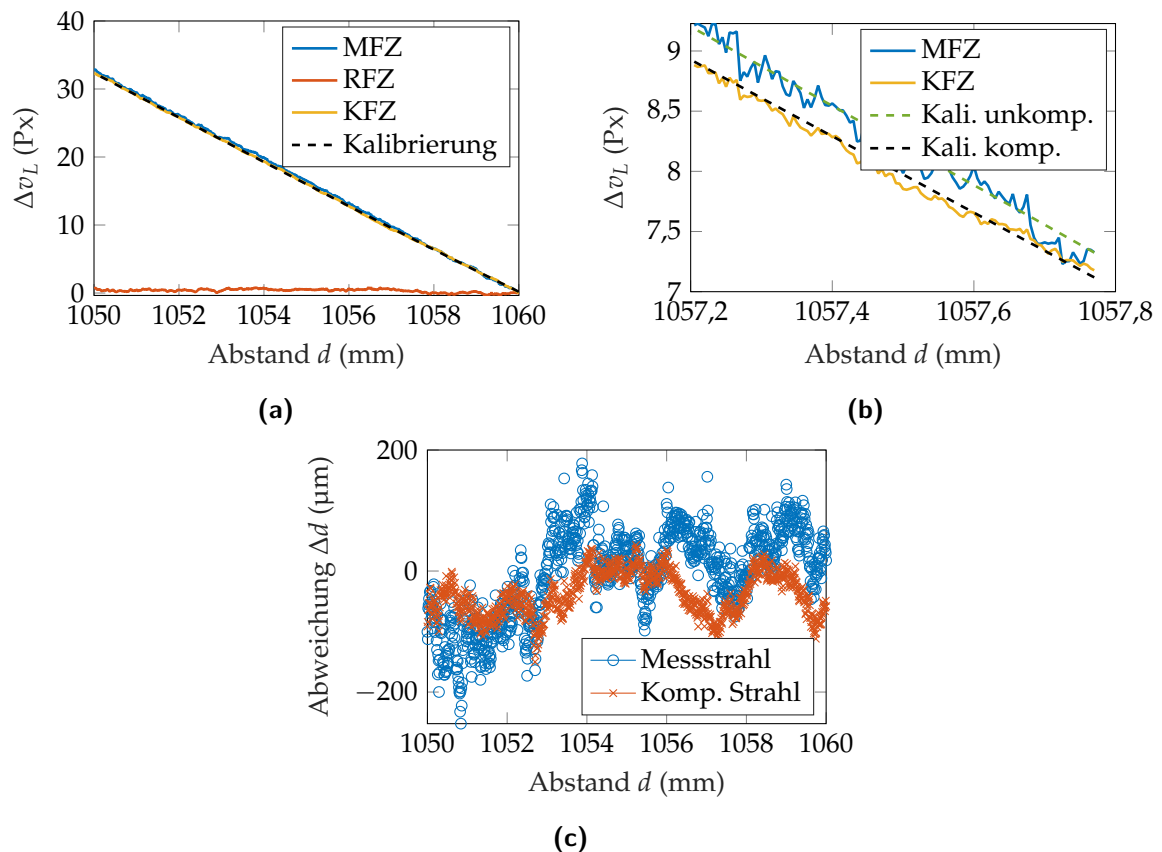 40
30
20
10
0
Δv_L (Px)
MFZ
RFZ
KFZ
Kalibrierung
1050 1052 1054 1056 1058 1060
Abstand d (mm)
(a)
9
8,5
8
7,5
7
Δv_L (Px)
MFZ
KFZ
Kali. unkomp.
Kali. komp.
1057,2 1057,4 1057,6 1057,8
Abstand d (mm)
(b)
200
0
−200
Abweichung Δd (µm)
Messstrahl
Komp. Strahl
1050 1052 1054 1056 1058 1060
Abstand d (mm)
(c)